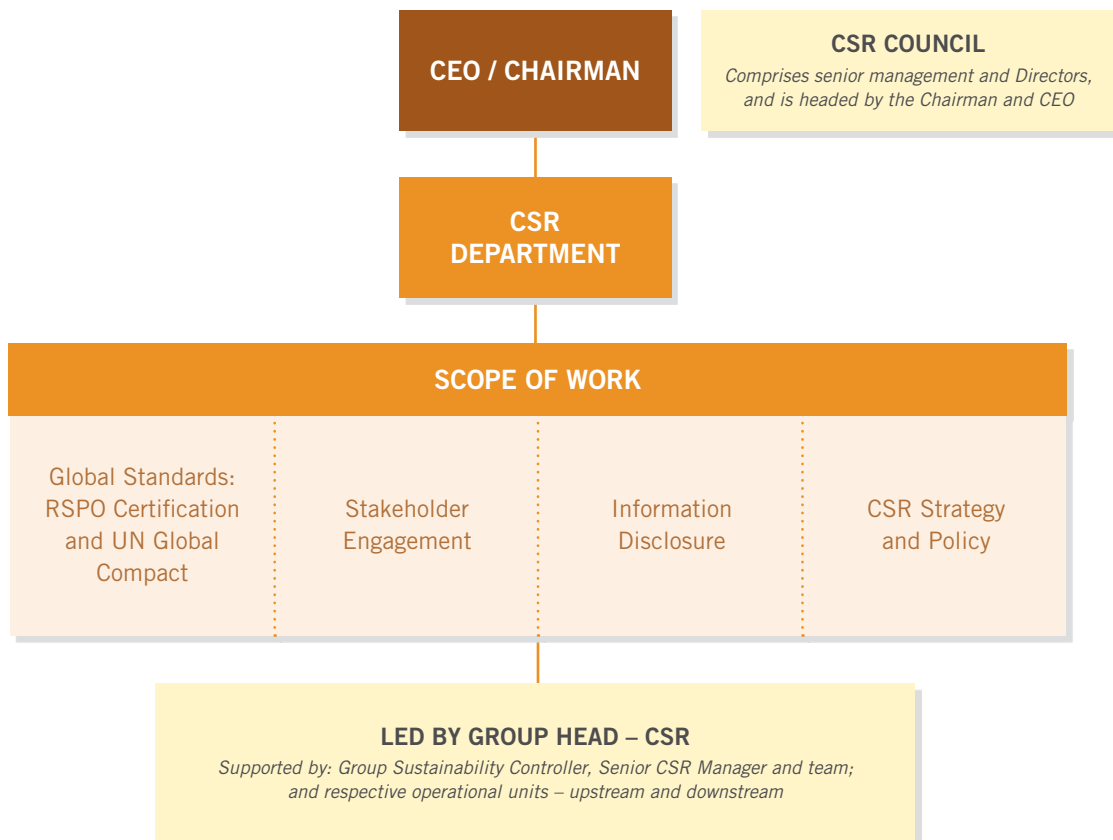 CEO / CHAIRMAN
CSR COUNCIL
Comprises senior management and Directors,
and is headed by the Chairman and CEO
CSR
DEPARTMENT
SCOPE OF WORK
Global Standards:
RSPO Certification
and UN Global
Compact
Stakeholder
Engagement
Information
Disclosure
CSR Strategy
and Policy
LED BY GROUP HEAD – CSR
Supported by: Group Sustainability Controller, Senior CSR Manager and team;
and respective operational units – upstream and downstream